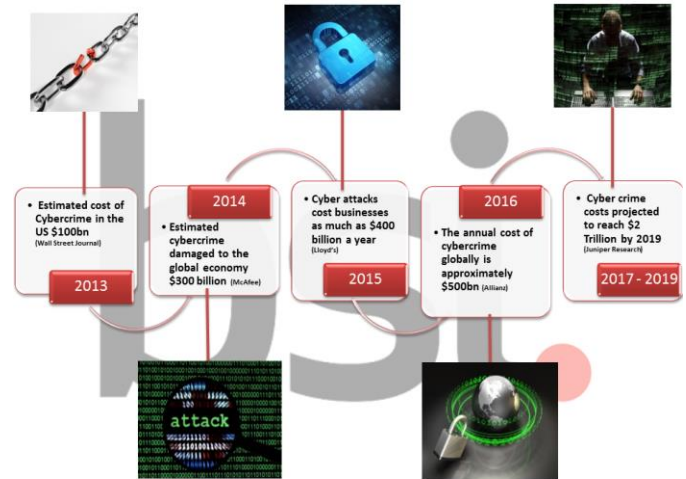 • Estimated cost of
Cybercrime in the
US $100bn
(Wall Street Journal)
2013
2014
• Estimated
cybercrime
damaged to the
global economy
$300 billion (McAfee)
• Cyber attacks
cost businesses
as much as $400
billion a year
(Lloyd's)
2015
2016
• The annual cost of
cybercrime
globally is
approximately
$500bn (Allianz)
• Cyber crime
costs projected
to reach $2
Trillion by 2019
(Juniper Research)
2017 - 2019
bsi.
attack